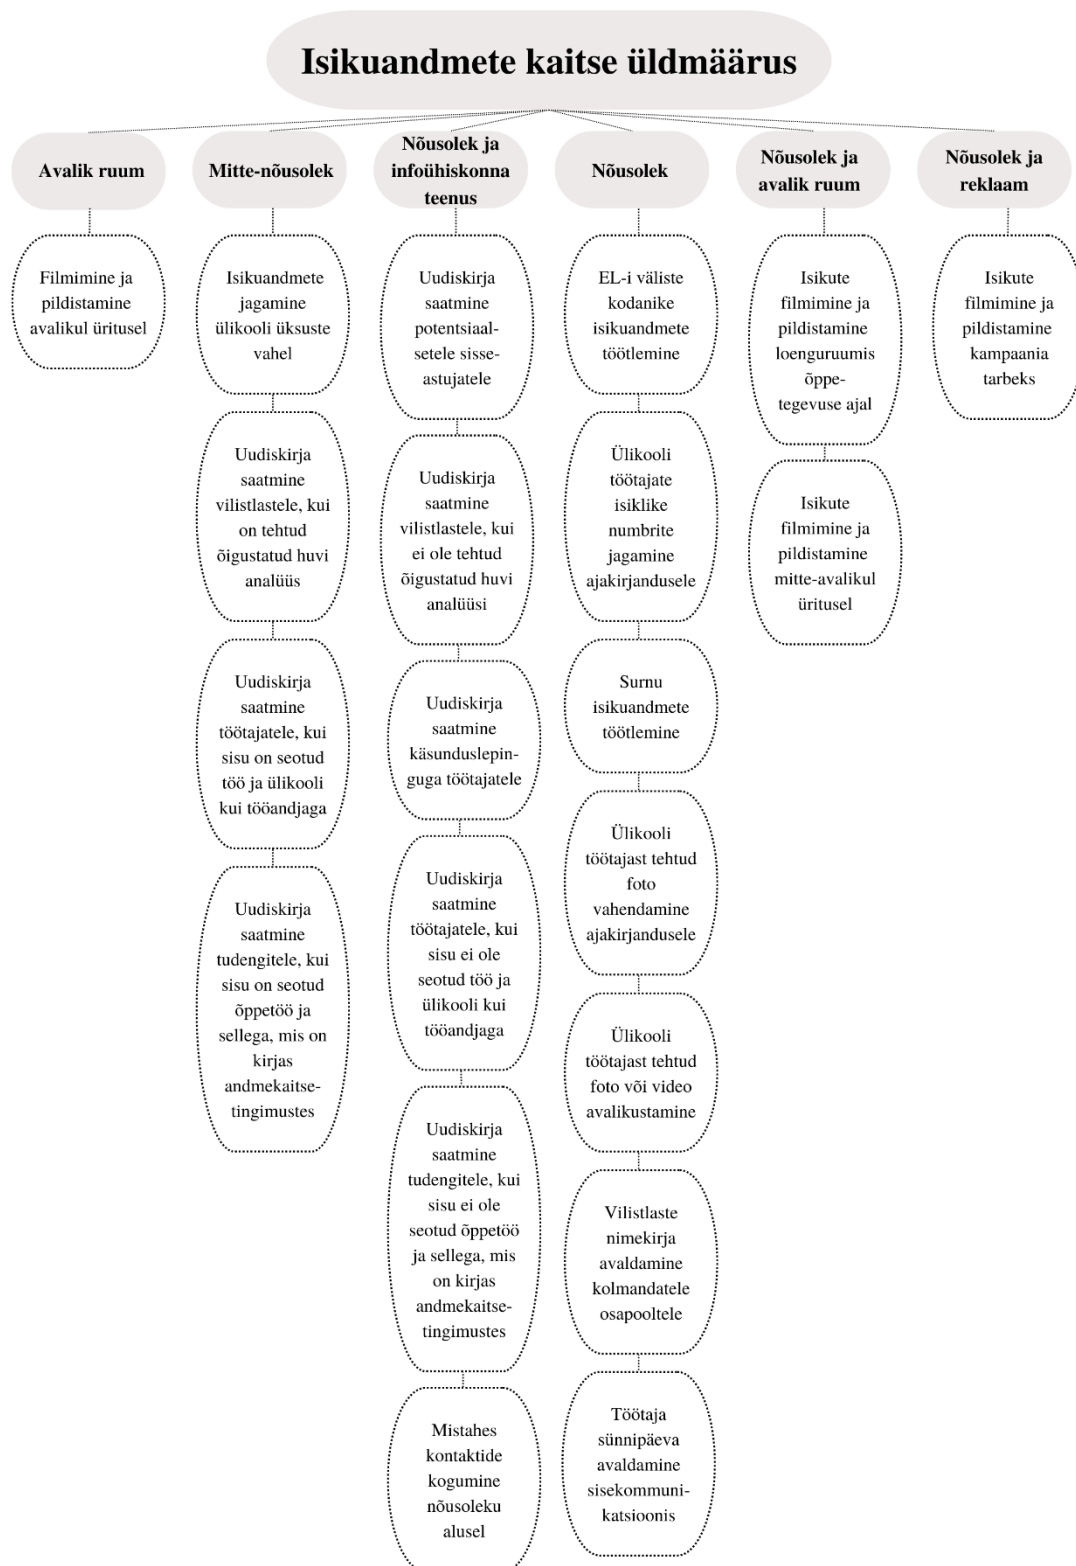 Isikuandmete kaitse üldmäärus
Avalik ruum
Filmimine ja
pildistamine
avalikul üritusel
Mitte-nõusolek
Isikuandmete
jagamine
ülikooli üksuste
vahel
Uudiskirja
saatmine
vilistlastele, kui
on tehtud
õigustatud huvi
analüüs
Uudiskirja
saatmine
töötajatele, kui
sisu on seotud
töö ja ülikooli
kui tööandjaga
Uudiskirja
saatmine
tudengitele, kui
sisu on seotud
õppetöö ja
sellega, mis on
kirjas
andmekaitse-
tingimustes
Nõusolek ja
infoühiskonna
teenus
Uudiskirja
saatmine
potentsiaal-
setele sisse-
astujatele
Uudiskirja
saatmine
vilistlastele, kui
ei ole tehtud
õigustatud huvi
analüüsi
Uudiskirja
saatmine
käsunduslepin-
guga töötajatele
Uudiskirja
saatmine
töötajatele, kui
sisu ei ole
seotud töö ja
ülikooli kui
tööandjaga
Uudiskirja
saatmine
tudengitele, kui
sisu ei ole
seotud õppetöö
ja sellega, mis
on kirjas
andmekaitse-
tingimustes
Mistahes
kontaktide
kogumine
nõusoleku
alusel
Nõusolek
EL-i väliste
kodanike
isikuandmete
töötlemine
Ülikooli
töötajate
isiklike
numbrite
jagamine
ajakirjandusele
Surnu
isikuandmete
töötlemine
Ülikooli
töötajast tehtud
foto
vahendamine
ajakirjandusele
Ülikooli
töötajast tehtud
foto või video
avalikustamine
Vilistlaste
nimekirja
avaldamine
kolmandatele
osapooltele
Töötaja
sünnipäeva
avaldamine
sisekommuni-
katsioonis
Nõusolek ja
avalik ruum
Isikute
filmimine ja
pildistamine
loenguruumis
õppe-
tegevuse ajal
Isikute
filmimine ja
pildistamine
mitte-avalikul
üritusel
Nõusolek ja
reklaam
Isikute
filmimine ja
pildistamine
kampaania
tarbeks